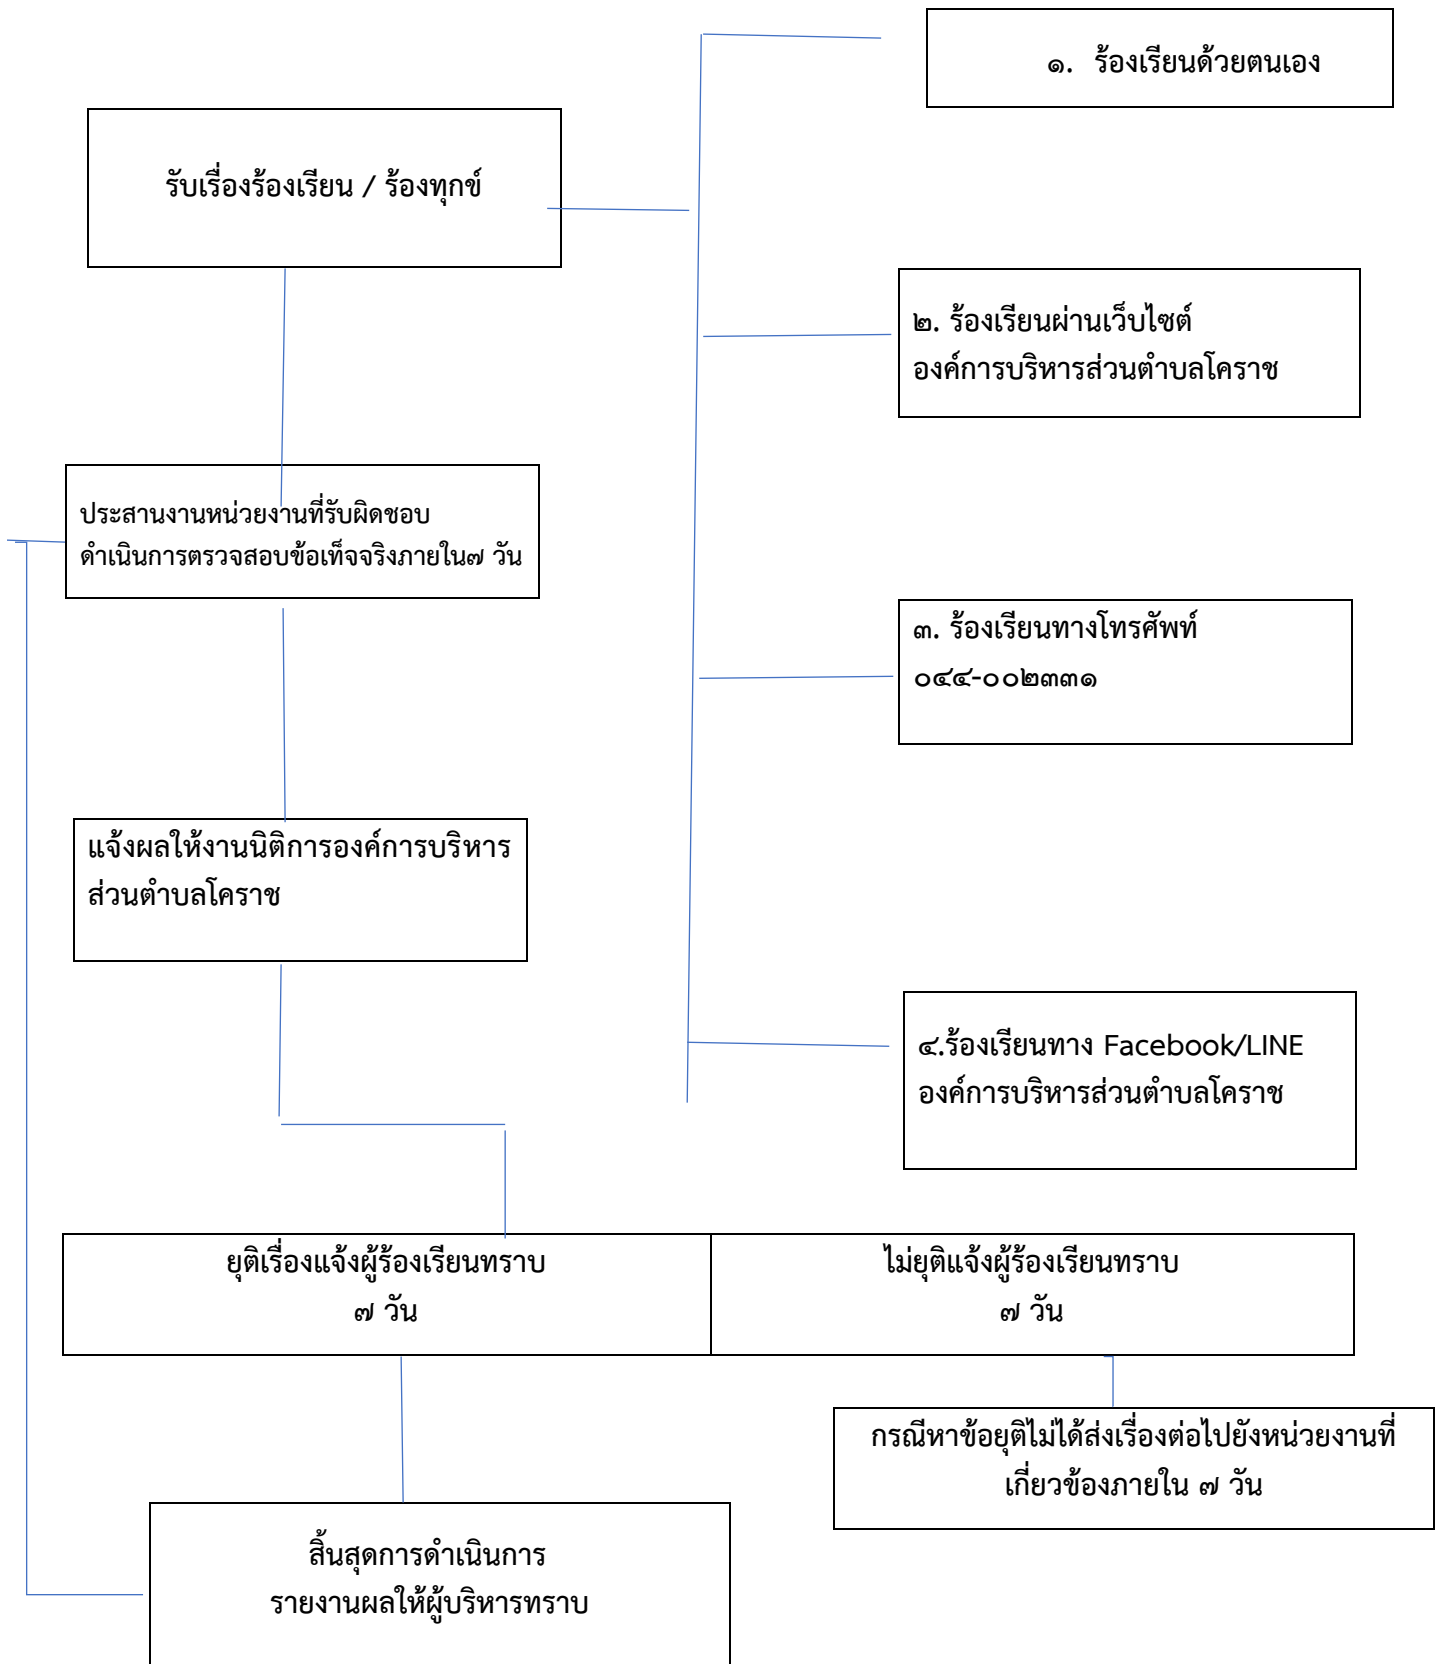 ๑. ร้องเรียนด้วยตนเอง
รับเรื่องร้องเรียน / ร้องทุกข์
๒. ร้องเรียนผ่านเว็บไซต์
องค์การบริหารส่วนตำบลโคราช
ประสานงานหน่วยงานที่รับผิดชอบ
ดำเนินการตรวจสอบข้อเท็จจริงภายใน๗ วัน
๓. ร้องเรียนทางโทรศัพท์
๐๔๔-๐๐๒๓๓๑
แจ้งผลให้งานนิติการองค์การบริหาร
ส่วนตำบลโคราช
๔.ร้องเรียนทาง Facebook/LINE
องค์การบริหารส่วนตำบลโคราช
ยุติเรื่องแจ้งผู้ร้องเรียนทราบ
๗ วัน
ไม่ยุติแจ้งผู้ร้องเรียนทราบ
๗ วัน
กรณีหาข้อยุติไม่ได้ส่งเรื่องต่อไปยังหน่วยงานที่
เกี่ยวข้องภายใน ๗ วัน
สิ้นสุดการดำเนินการ
รายงานผลให้ผู้บริหารทราบ